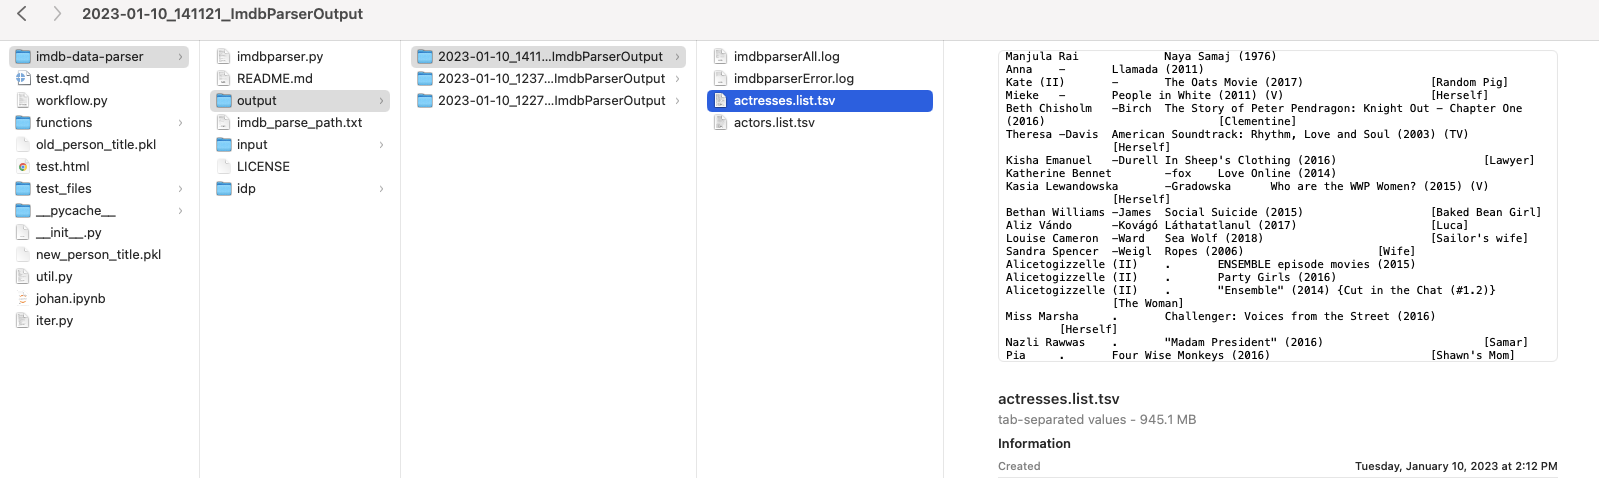 2023-01-10_141121_ImdbParserOutput
imdb-data-parser
test.qmd
workflow.py
functions
old_person_title.pkl
test.html
test_files
__pycache__
__init__.py
new_person_title.pkl
util.py
johan.ipynb
iter.py
imdbparser.py
README.md
output
imdb_parse_path.txt
input
LICENSE
idp
2023-01-10_1411...ImdbParserOutput
2023-01-10_1237...ImdbParserOutput
2023-01-10_1227...ImdbParserOutput
imdbparserAll.log
imdbparserError.log
actresses.list.tsv
actors.list.tsv
Manjula Rai Naya Samaj (1976)
Anna - Llamada (2011)
Kate (II) - The Oats Movie (2017) [Random Pig]
Mieke - People in White (2011) (V) [Herself]
Beth Chisholm -Birch The Story of Peter Pendragon: Knight Out - Chapter One
(2016) [Clementine]
Theresa -Davis American Soundtrack: Rhythm, Love and Soul (2003) (TV)
[Herself]
Kisha Emanuel -Durell In Sheep's Clothing (2016) [Lawyer]
Katherine Bennet -fox Love Online (2014)
Kasia Lewandowska -Gradowska Who are the WWP Women? (2015) (V)
[Herself]
Bethan Williams -James Social Suicide (2015) [Baked Bean Girl]
Aliz Vándo -Kovágó Láthatatlanul (2017) [Luca]
Louise Cameron -Ward Sea Wolf (2018) [Sailor's wife]
Sandra Spencer -Weigl Ropes (2006) [Wife]
Alicetogizzelle (II) . ENSEMBLE episode movies (2015)
Alicetogizzelle (II) . Party Girls (2016)
Alicetogizzelle (II) . "Ensemble" (2014) {Cut in the Chat (#1.2)}
[The Woman]
Miss Marsha . Challenger: Voices from the Street (2016)
[Herself]
Nazli Rawwas . "Madam President" (2016) [Samar]
Pia . Four Wise Monkeys (2016) [Shawn's Mom]
actresses.list.tsv
tab-separated values - 945.1 MB
Information
Created Tuesday, January 10, 2023 at 2:12 PM